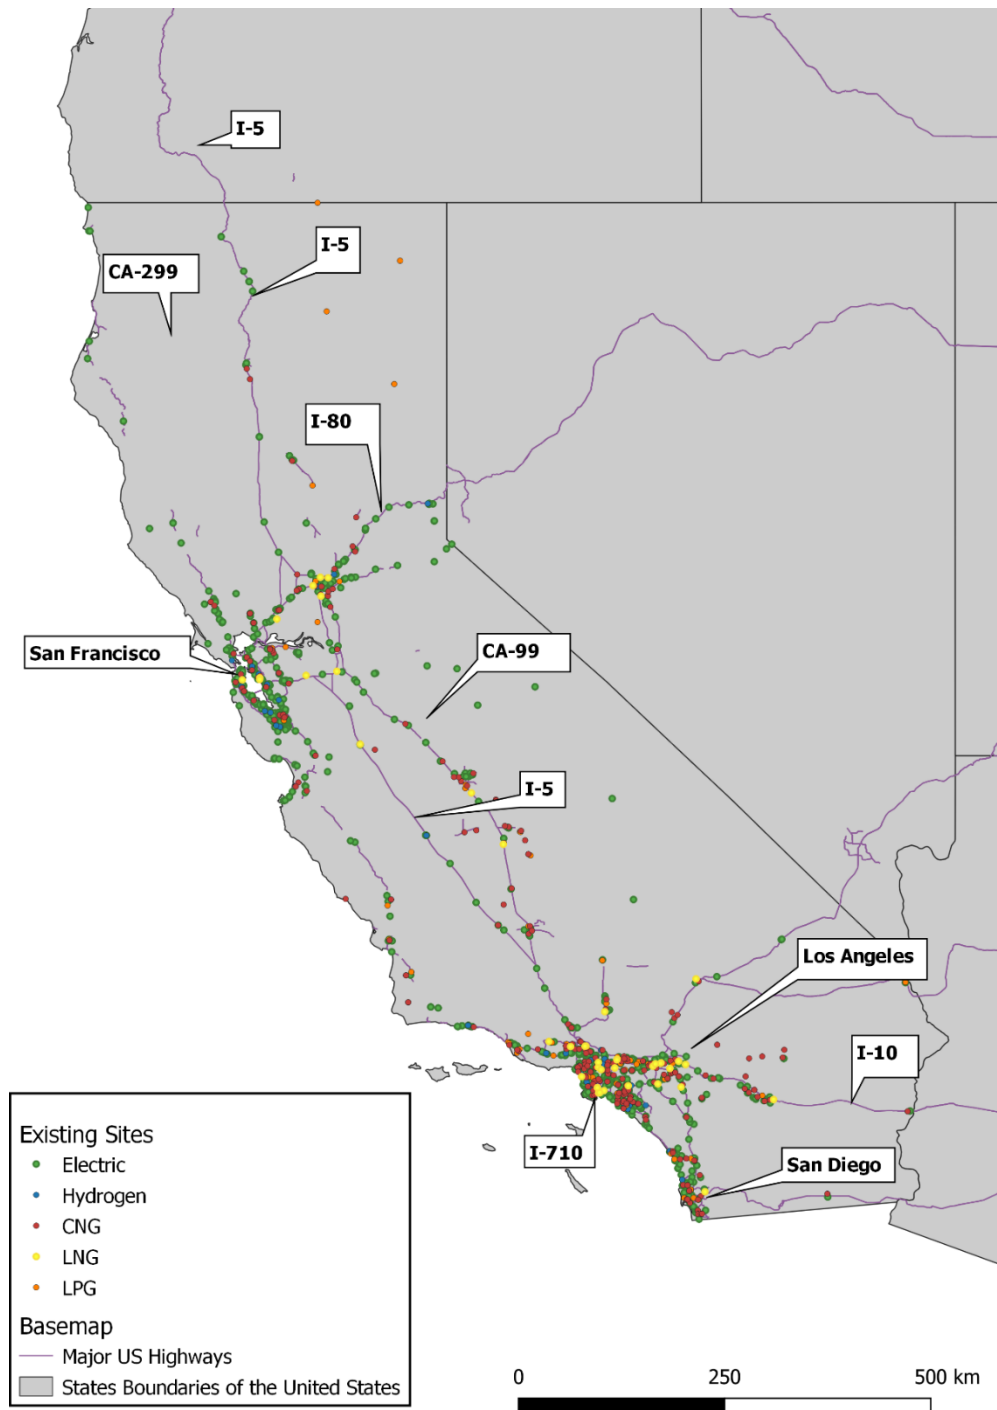 I-5
I-5
CA-299
I-80
San Francisco
CA-99
I-5
Los Angeles
I-10
I-710
San Diego
Existing Sites
Electric
Hydrogen
CNG
LNG
LPG
Basemap
Major US Highways
States Boundaries of the United States
0 250 500 km